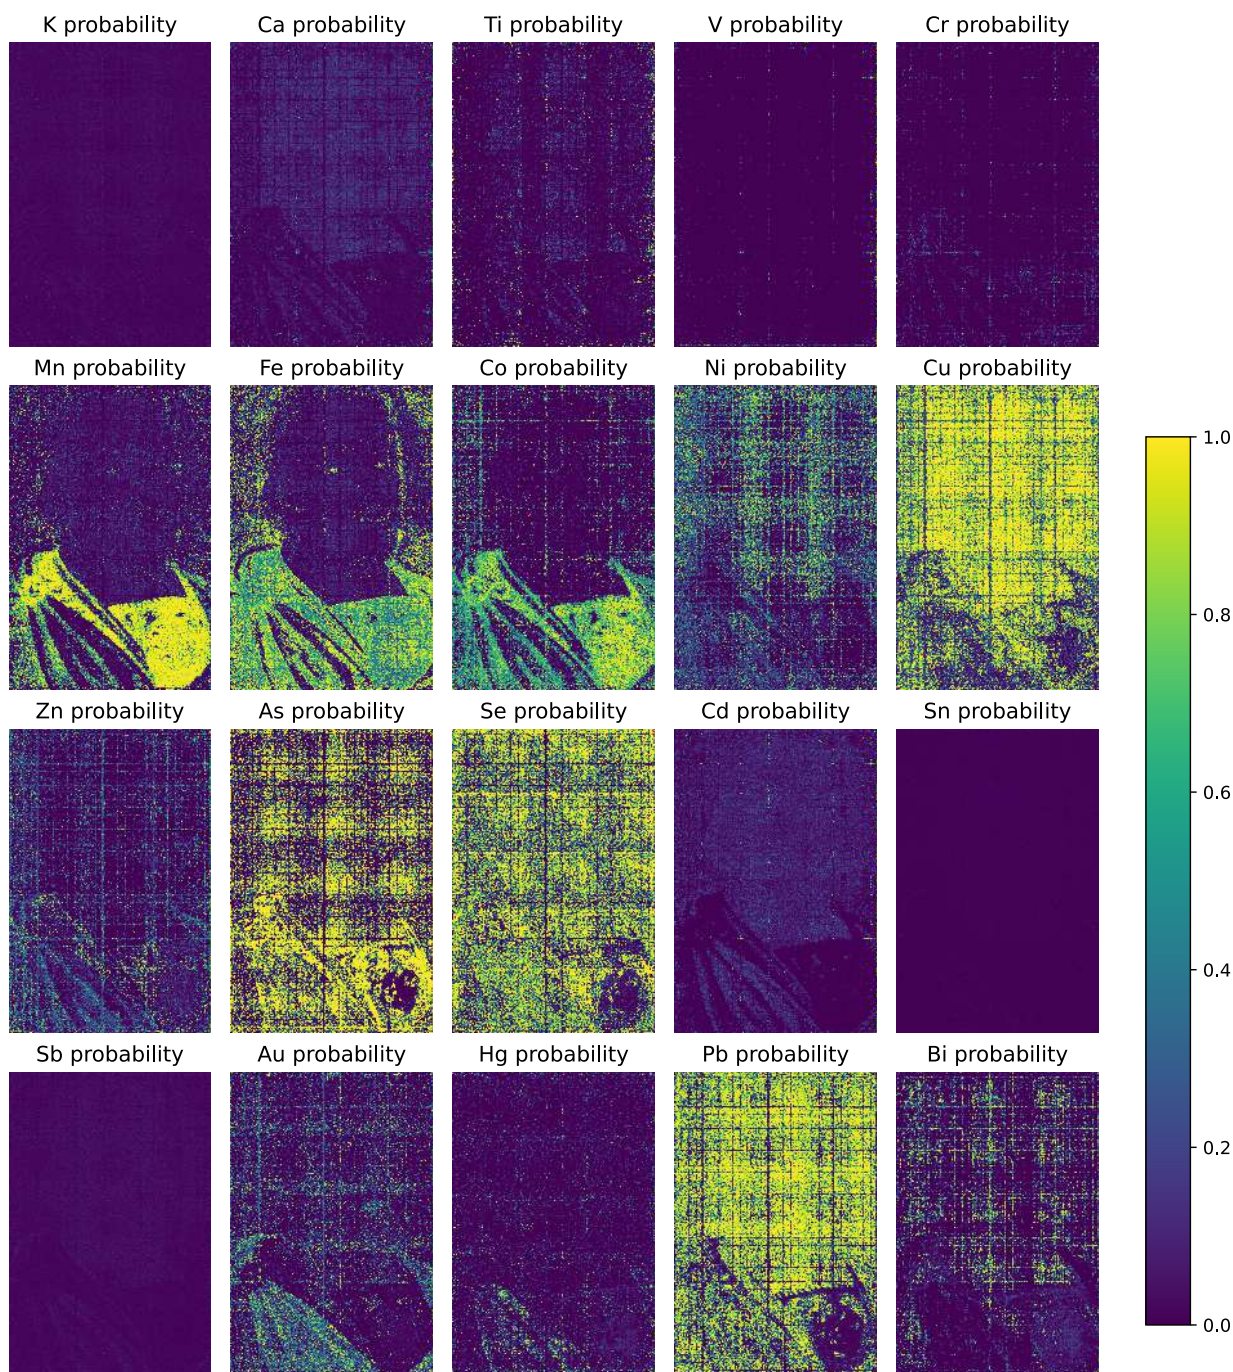 K probability Ca probability Ti probability V probability Cr probability
Mn probability Fe probability Co probability Ni probability Cu probability
1.0
0.8
Zn probability As probability Se probability Cd probability Sn probability
0.6
0.4
Sb probability Au probability Hg probability Pb probability Bi probability
0.2
0.0